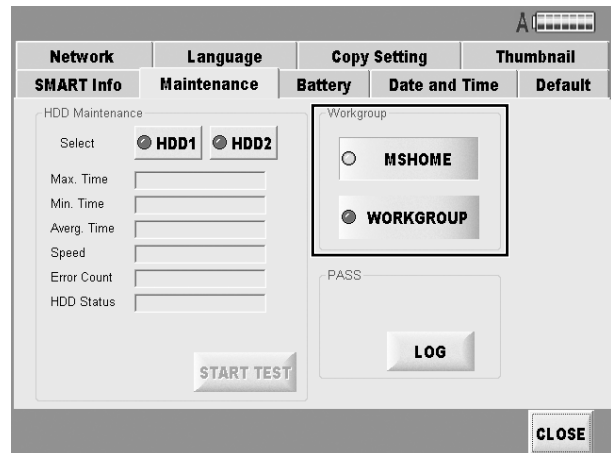 A
Network Language Copy Setting Thumbnail
SMART Info Maintenance Battery Date and Time Default
HDD Maintenance
Select HDD1 HDD2
Max. Time
Min. Time
Averg. Time
Speed
Error Count
HDD Status
START TEST
Workgroup
MSHOME
WORKGROUP
PASS
LOG
CLOSE